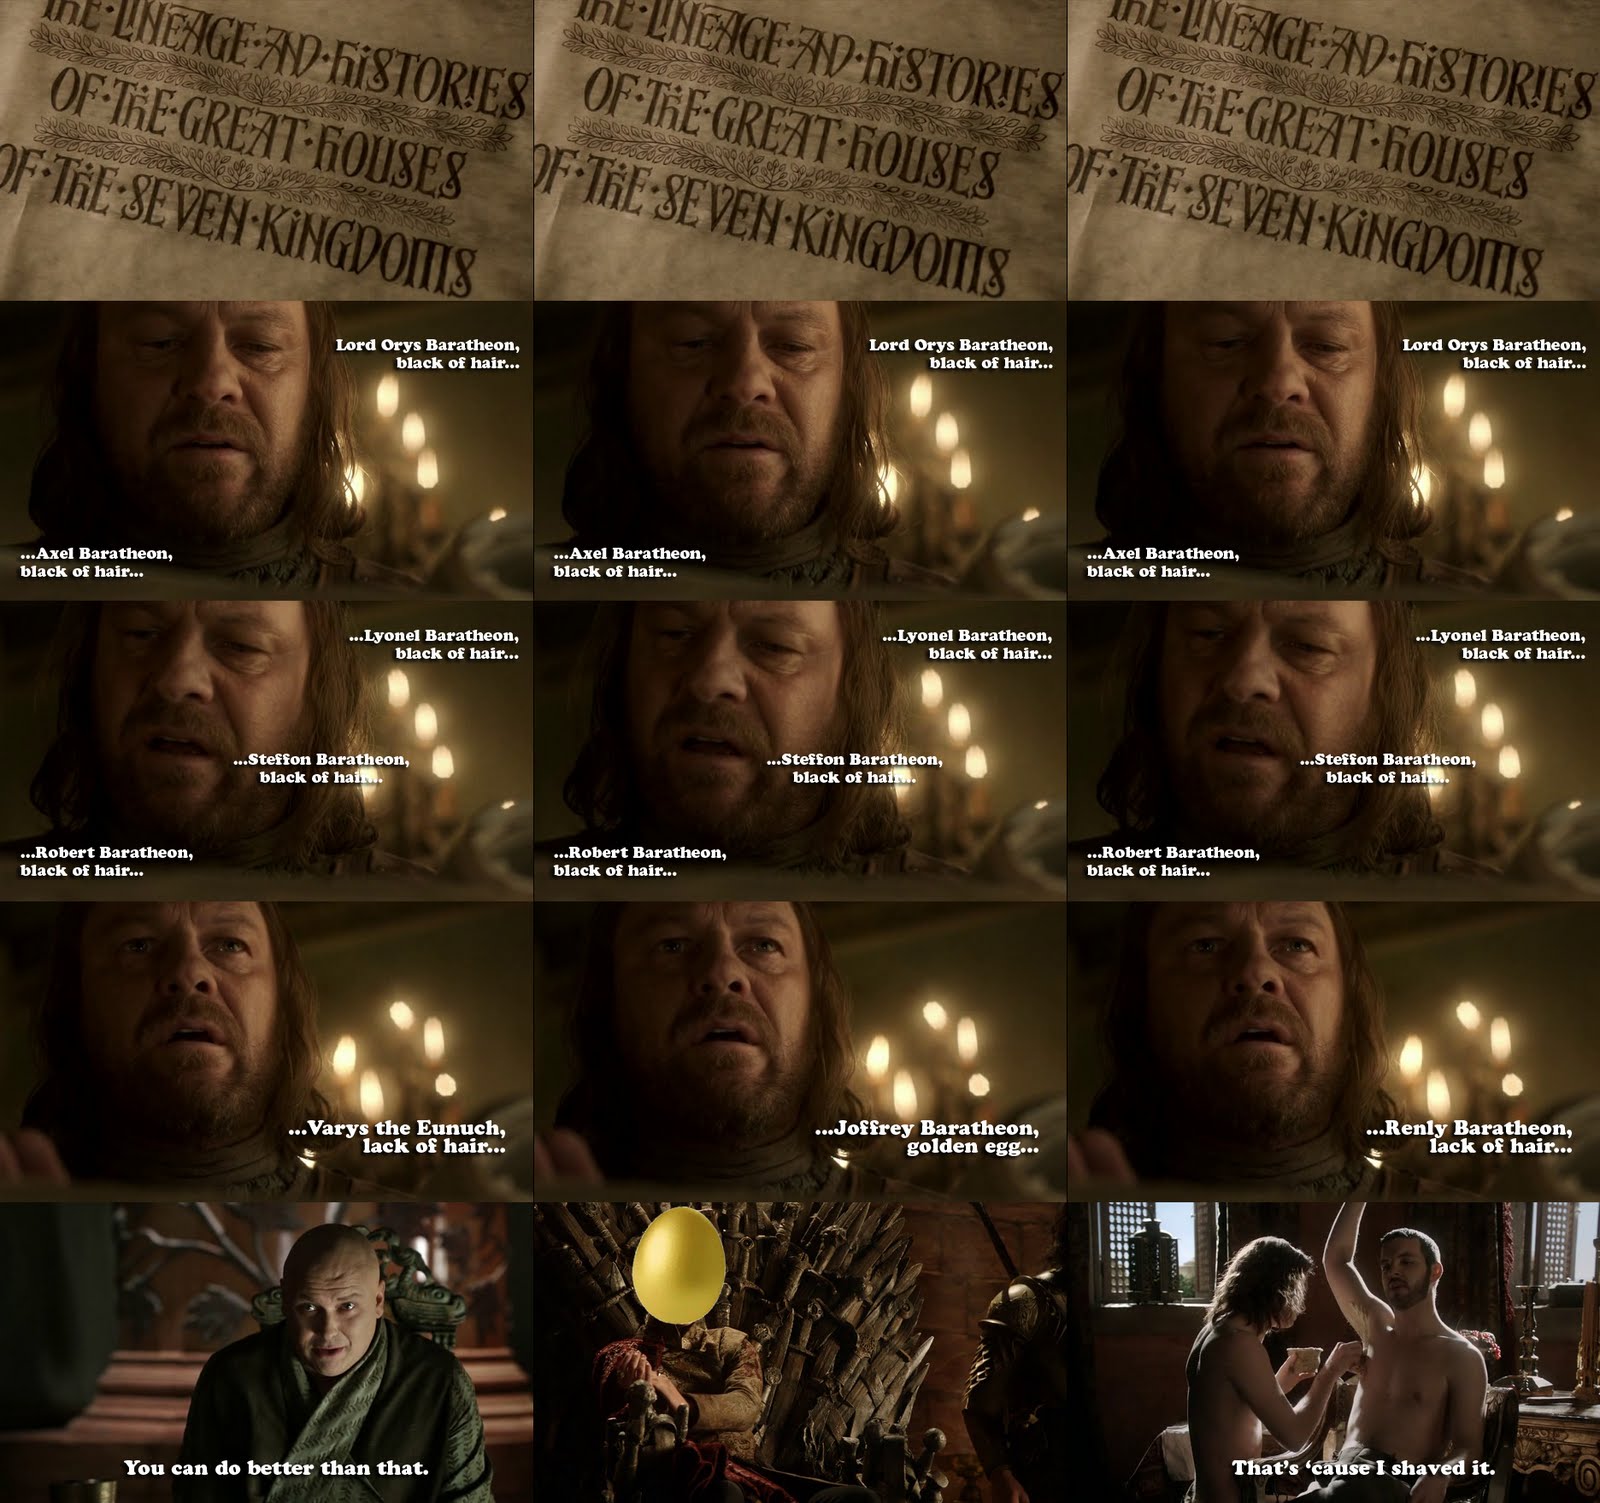 THE·LINEAGE·AND·HISTORIES
OF·THE·GREAT·HOUSES
OF·THE·SEVEN·KINGDOMS
Lord Orys Baratheon,
black of hair...
...Axel Baratheon,
black of hair...
...Lyonel Baratheon,
black of hair...
...Steffon Baratheon,
black of hair...
...Robert Baratheon,
black of hair...
...Varys the Eunuch,
lack of hair...
You can do better than that.
THE·LINEAGE·AND·HISTORIES
OF·THE·GREAT·HOUSES
OF·THE·SEVEN·KINGDOMS
Lord Orys Baratheon,
black of hair...
...Axel Baratheon,
black of hair...
...Lyonel Baratheon,
black of hair...
...Steffon Baratheon,
black of hair...
...Robert Baratheon,
black of hair...
...Joffrey Baratheon,
golden egg...
THE·LINEAGE·AND·HISTORIES
OF·THE·GREAT·HOUSES
OF·THE·SEVEN·KINGDOMS
Lord Orys Baratheon,
black of hair...
...Axel Baratheon,
black of hair...
...Lyonel Baratheon,
black of hair...
...Steffon Baratheon,
black of hair...
...Robert Baratheon,
black of hair...
...Renly Baratheon,
lack of hair...
That's ‘cause I shaved it.